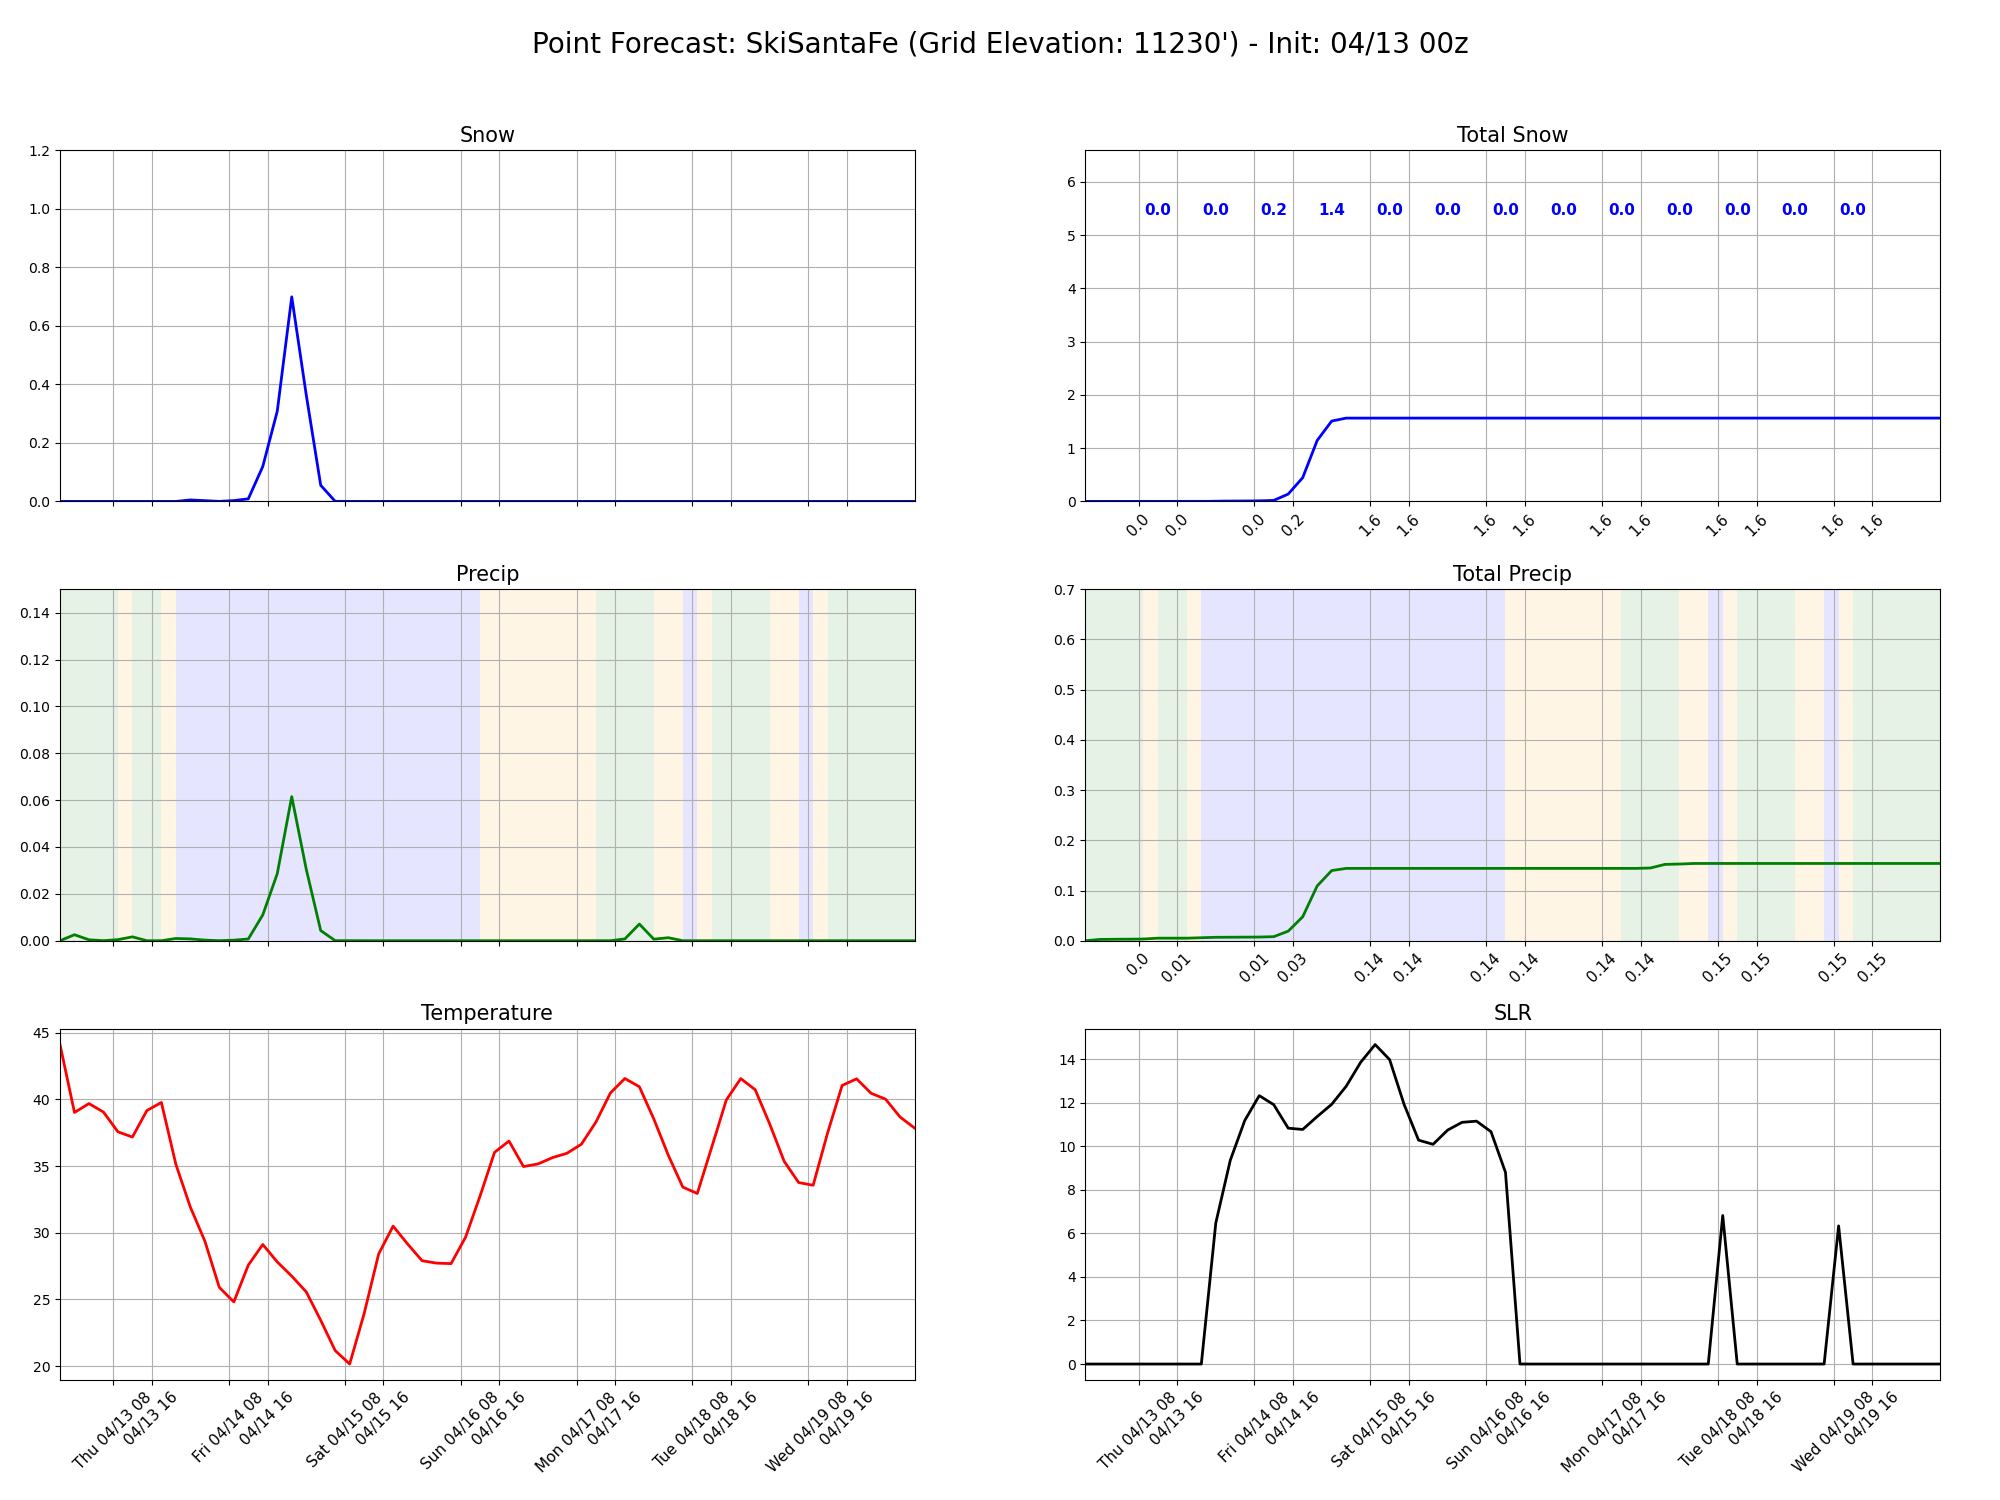 Point Forecast: SkiSantaFe (Grid Elevation: 11230') - Init: 04/13 00z
Snow
1.2
1.0
0.8
0.6
0.4
0.2
0.0
Total Snow
6
5
4
3
2
1
0
0.0 0.0 0.2 1.4 0.0 0.0 0.0 0.0 0.0 0.0 0.0 0.0 0.0
0.0 0.0 0.0 0.2 1.6 1.6 1.6 1.6 1.6 1.6 1.6 1.6 1.6 1.6
Precip
0.14
0.12
0.10
0.08
0.06
0.04
0.02
0.00
Total Precip
0.7
0.6
0.5
0.4
0.3
0.2
0.1
0.0
0.0 0.01 0.01 0.03 0.14 0.14 0.14 0.14 0.14 0.14 0.15 0.15 0.15 0.15
Temperature
45
40
35
30
25
20
Thu 04/13 08
04/13 16
Fri 04/14 08
04/14 16
Sat 04/15 08
04/15 16
Sun 04/16 08
04/16 16
Mon 04/17 08
04/17 16
Tue 04/18 08
04/18 16
Wed 04/19 08
04/19 16
SLR
14
12
10
8
6
4
2
0
Thu 04/13 08
04/13 16
Fri 04/14 08
04/14 16
Sat 04/15 08
04/15 16
Sun 04/16 08
04/16 16
Mon 04/17 08
04/17 16
Tue 04/18 08
04/18 16
Wed 04/19 08
04/19 16